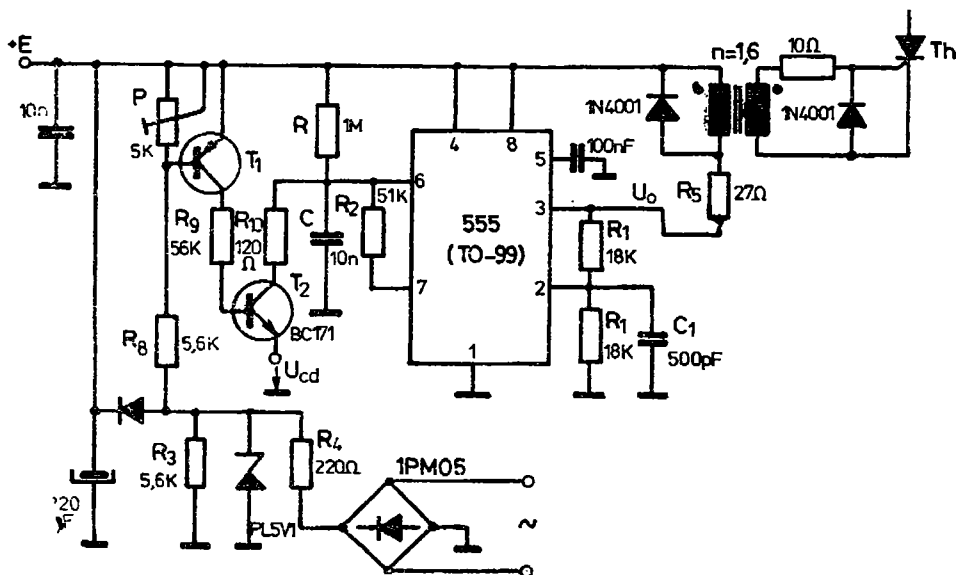 +E
10n
P
5K
T1
R9
56K
R10
120
Ω
T2
BC171
Ucd
R8
5,6K
R
1M
C
10n
R2
51K
6
7
4
8
5
3
2
1
555
(TO-99)
100nF
U0
R1
18K
R1
18K
C1
500pF
1N4001
n=1,6
R5
27Ω
10Ω
1N4001
Th
R3
5,6K
PL5V1
R4
220Ω
1PM05
~